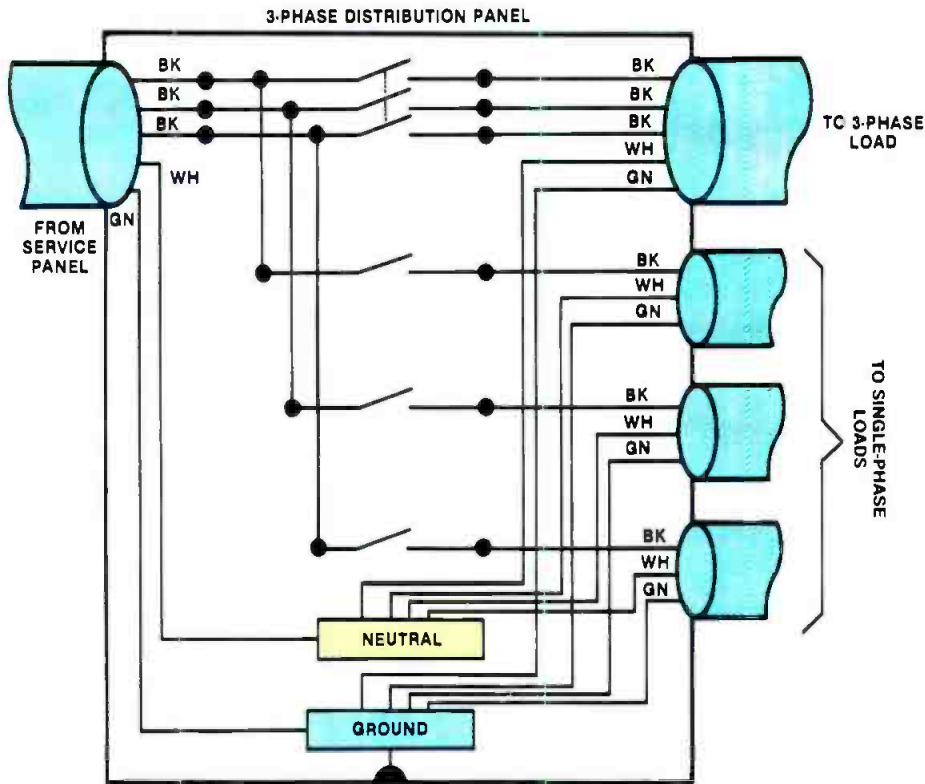 3-PHASE DISTRIBUTION PANEL
BK
BK
BK
WH
GN
FROM
SERVICE
PANEL
BK
BK
BK
WH
GN
TO 3-PHASE
LOAD
BK
WH
GN
BK
WH
GN
BK
WH
GN
TO SINGLE-PHASE
LOADS
NEUTRAL
GROUND